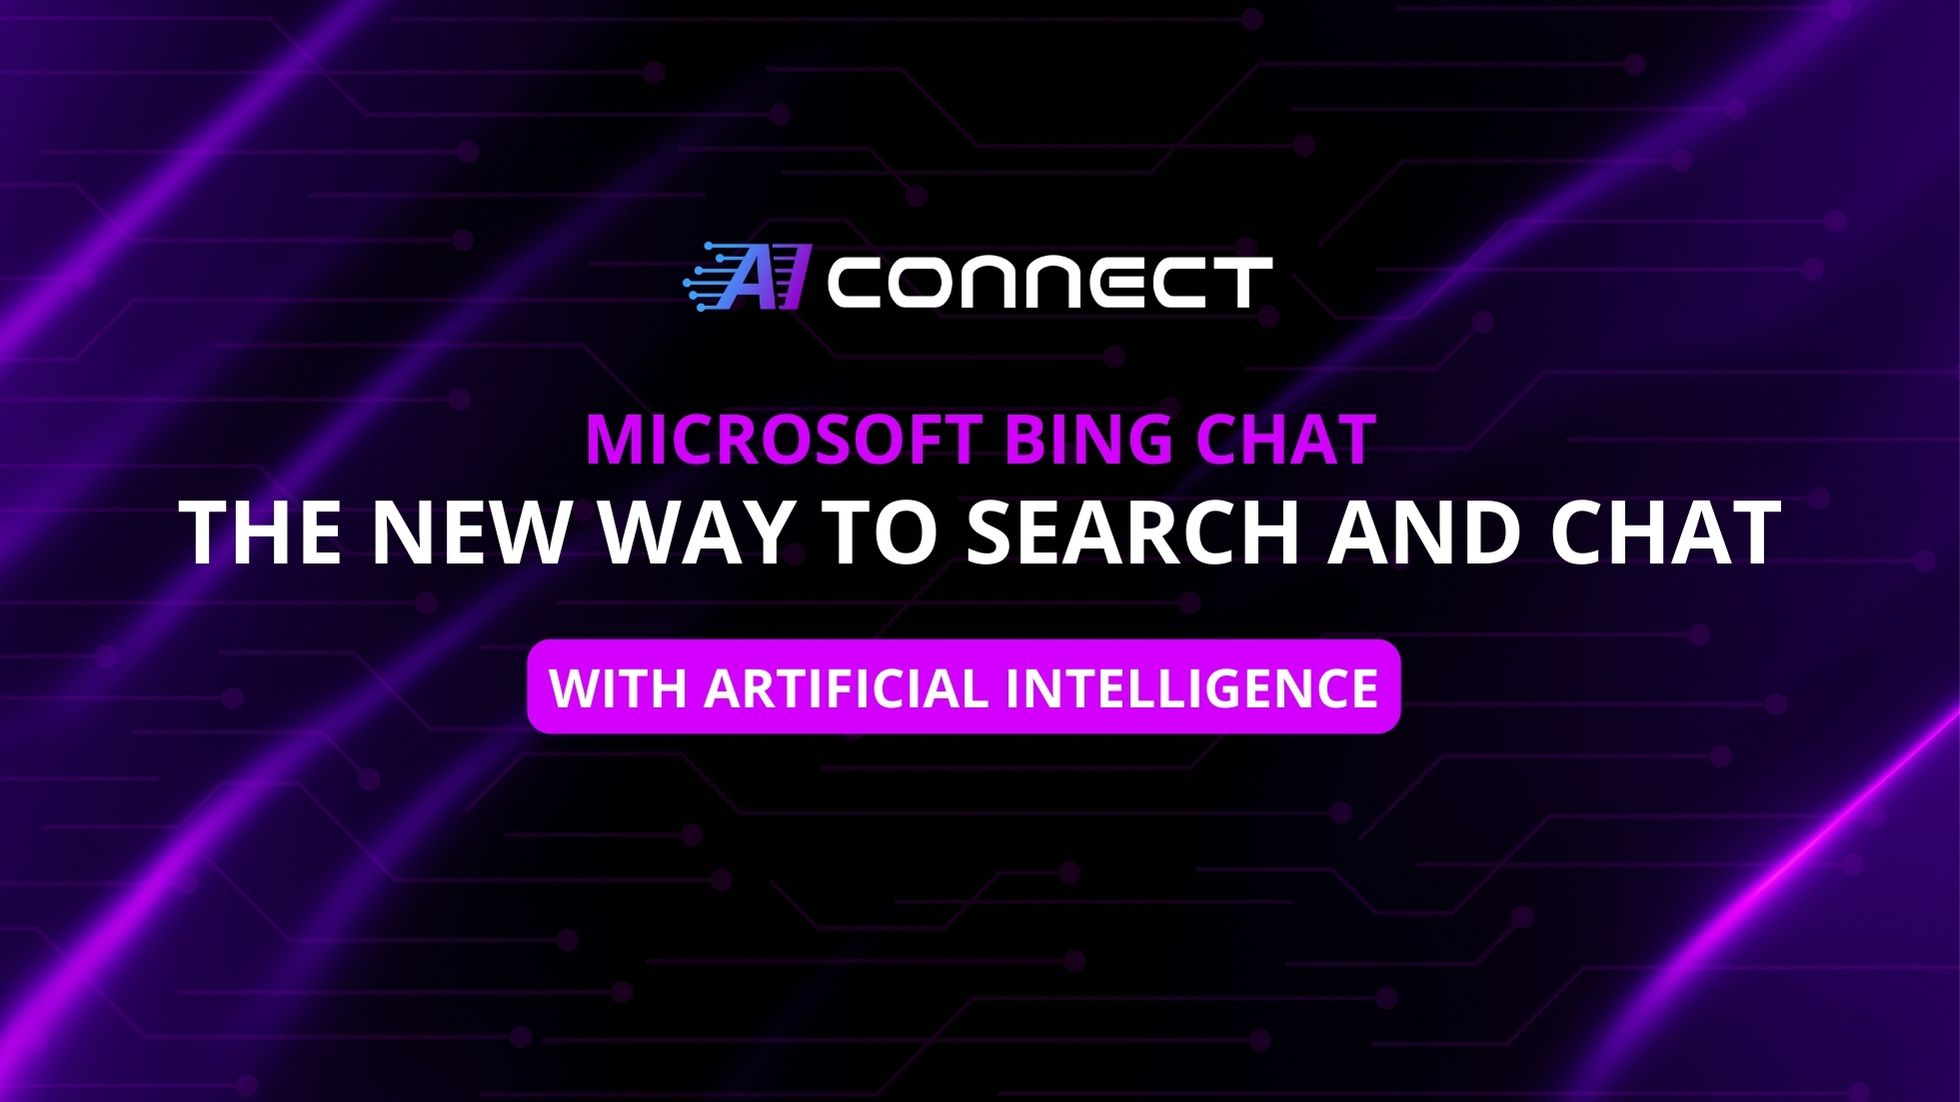 AI CONNECT
MICROSOFT BING CHAT
THE NEW WAY TO SEARCH AND CHAT
WITH ARTIFICIAL INTELLIGENCE